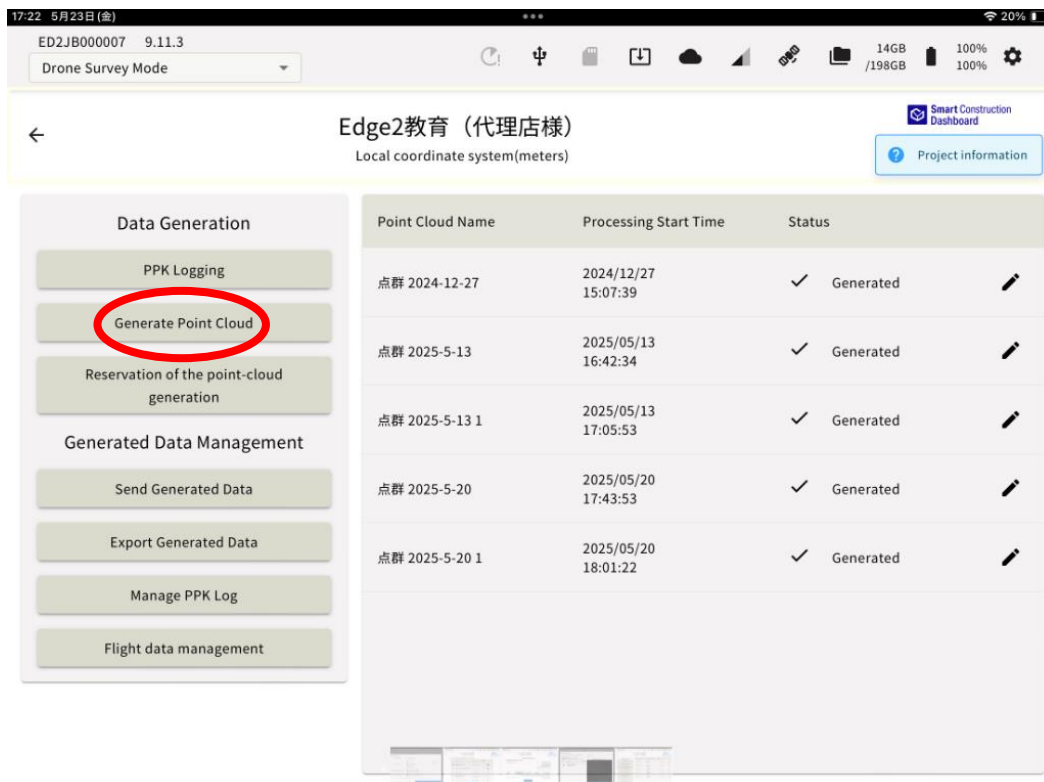 17:22 5月23日(金)
20%
ED2JB000007 9.11.3
Drone Survey Mode
14GB
/198GB
100%
100%
Edge2教育（代理店様）
Local coordinate system(meters)
Smart Construction
Dashboard
Project information
Data Generation
PPK Logging
Generate Point Cloud
Reservation of the point-cloud
generation
Generated Data Management
Send Generated Data
Export Generated Data
Manage PPK Log
Flight data management
Point Cloud Name Processing Start Time Status
点群 2024-12-27 2024/12/27
15:07:39 Generated
点群 2025-5-13 2025/05/13
16:42:34 Generated
点群 2025-5-13 1 2025/05/13
17:05:53 Generated
点群 2025-5-20 2025/05/20
17:43:53 Generated
点群 2025-5-20 1 2025/05/20
18:01:22 Generated